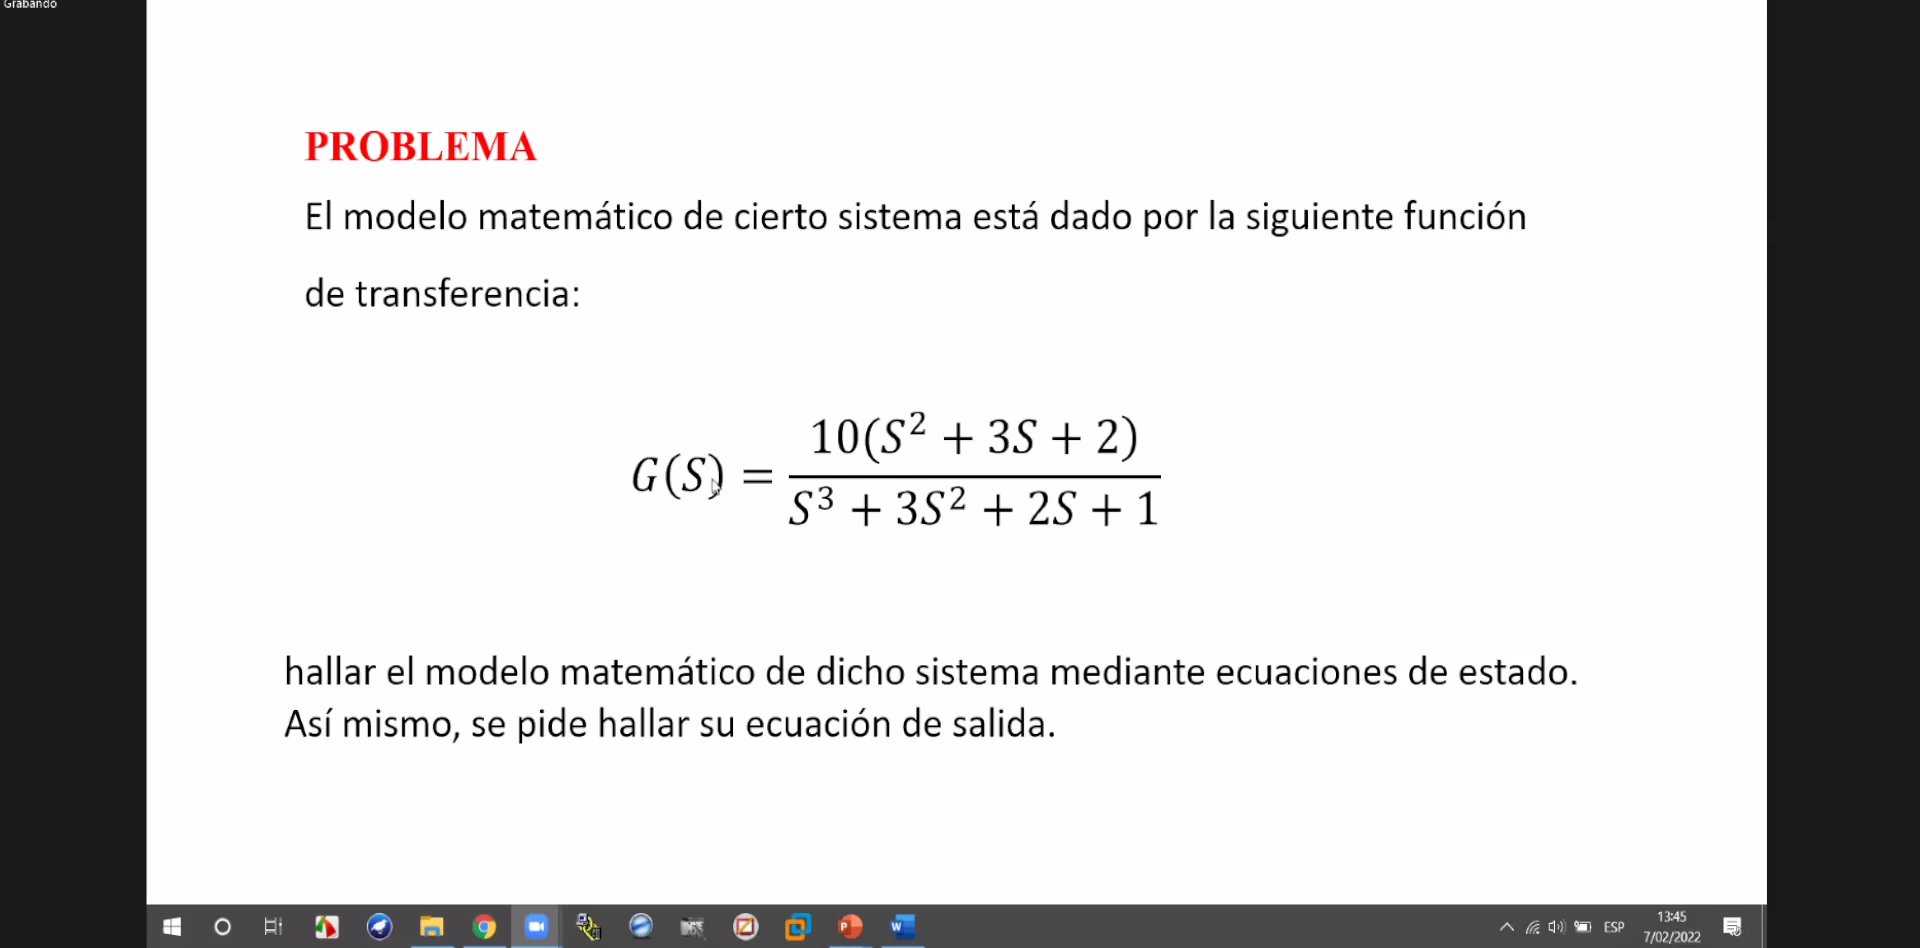 Grabando
PROBLEMA
El modelo matemático de cierto sistema está dado por la siguiente función
de transferencia:
G(S) = 10(S² + 3S + 2) / S³ + 3S² + 2S + 1
hallar el modelo matemático de dicho sistema mediante ecuaciones de estado.
Así mismo, se pide hallar su ecuación de salida.
ESP
13:45
7/02/2022